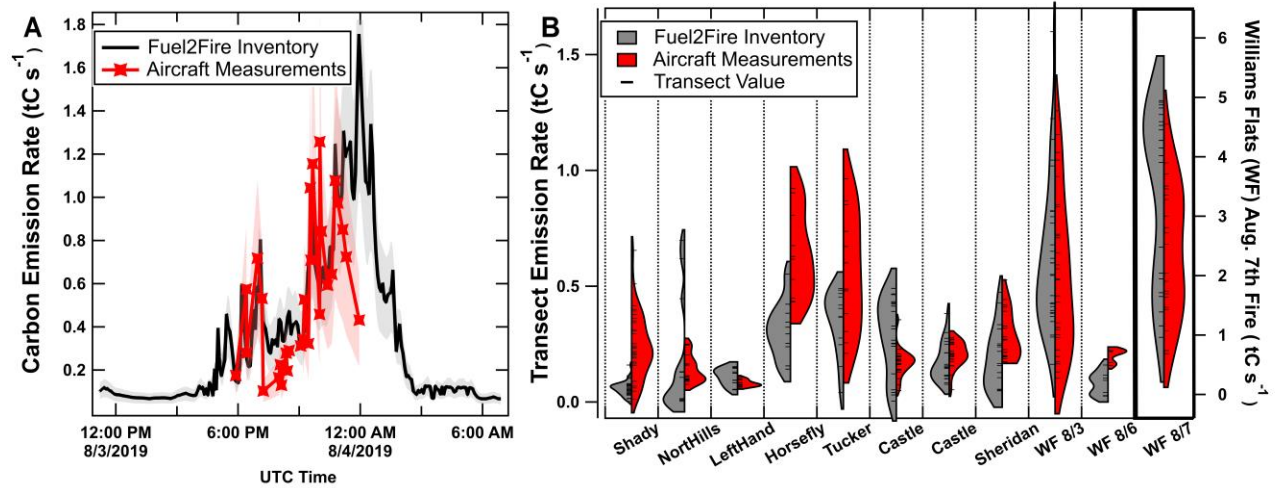 A
Carbon Emission Rate (tC s-1)
1.8
1.6
1.4
1.2
1.0
0.8
0.6
0.4
0.2
Fuel2Fire Inventory
Aircraft Measurements
12:00 PM
8/3/2019
6:00 PM
12:00 AM
8/4/2019
6:00 AM
UTC Time
B
Transect Emission Rate (tC s-1)
1.5
1.0
0.5
0.0
Fuel2Fire Inventory
Aircraft Measurements
Transect Value
Shady
NortHills
LeftHand
Horsefly
Tucker
Castle
Castle
Sheridan
WF 8/3
WF 8/6
WF 8/7
6
5
4
3
2
1
0
Williams Flats (WF) Aug. 7th Fire ( tC s-1)